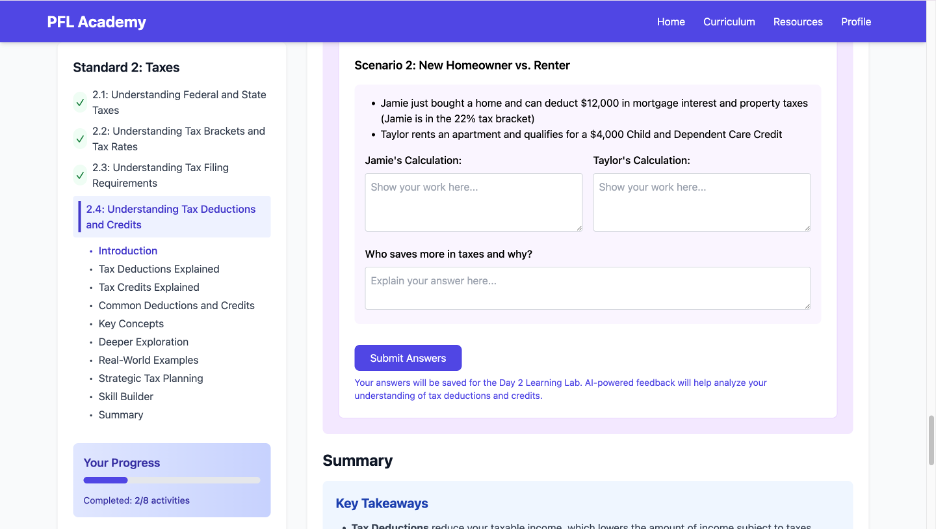 PFL Academy
Home Curriculum Resources Profile
Standard 2: Taxes
2.1: Understanding Federal and State
Taxes
2.2: Understanding Tax Brackets and
Tax Rates
2.3: Understanding Tax Filing
Requirements
2.4: Understanding Tax Deductions
and Credits
• Introduction
• Tax Deductions Explained
• Tax Credits Explained
• Common Deductions and Credits
• Key Concepts
• Deeper Exploration
• Real-World Examples
• Strategic Tax Planning
• Skill Builder
• Summary
Your Progress
Completed: 2/8 activities
Scenario 2: New Homeowner vs. Renter
• Jamie just bought a home and can deduct $12,000 in mortgage interest and property taxes
(Jamie is in the 22% tax bracket)
• Taylor rents an apartment and qualifies for a $4,000 Child and Dependent Care Credit
Jamie's Calculation:
Show your work here...
Taylor's Calculation:
Show your work here...
Who saves more in taxes and why?
Explain your answer here...
Submit Answers
Your answers will be saved for the Day 2 Learning Lab. AI-powered feedback will help analyze your
understanding of tax deductions and credits.
Summary
Key Takeaways
• Tax Deductions reduce your taxable income, which lowers the amount of income subject to taxes